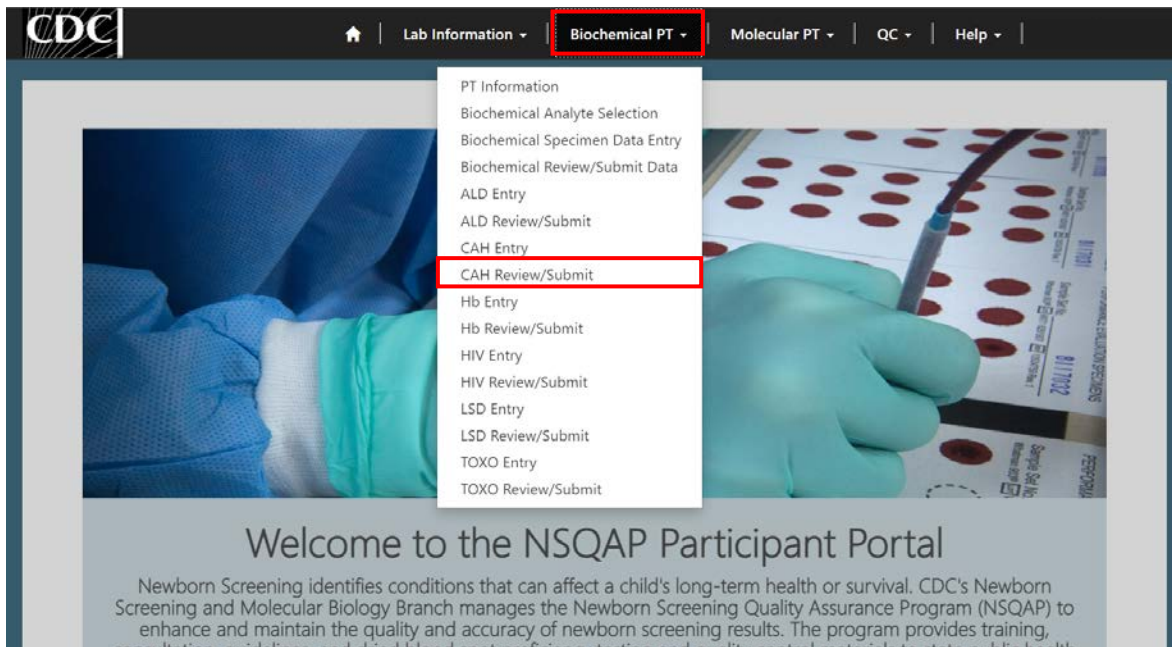 CDC
Lab Information
Biochemical PT
Molecular PT
QC
Help
PT Information
Biochemical Analyte Selection
Biochemical Specimen Data Entry
Biochemical Review/Submit Data
ALD Entry
ALD Review/Submit
CAH Entry
CAH Review/Submit
Hb Entry
Hb Review/Submit
HIV Entry
HIV Review/Submit
LSD Entry
LSD Review/Submit
TOXO Entry
TOXO Review/Submit
8117031
8117032
Sample Set No.
Welcome to the NSQAP Participant Portal
Newborn Screening identifies conditions that can affect a child's long-term health or survival. CDC's Newborn
Screening and Molecular Biology Branch manages the Newborn Screening Quality Assurance Program (NSQAP) to
enhance and maintain the quality and accuracy of newborn screening results. The program provides training,